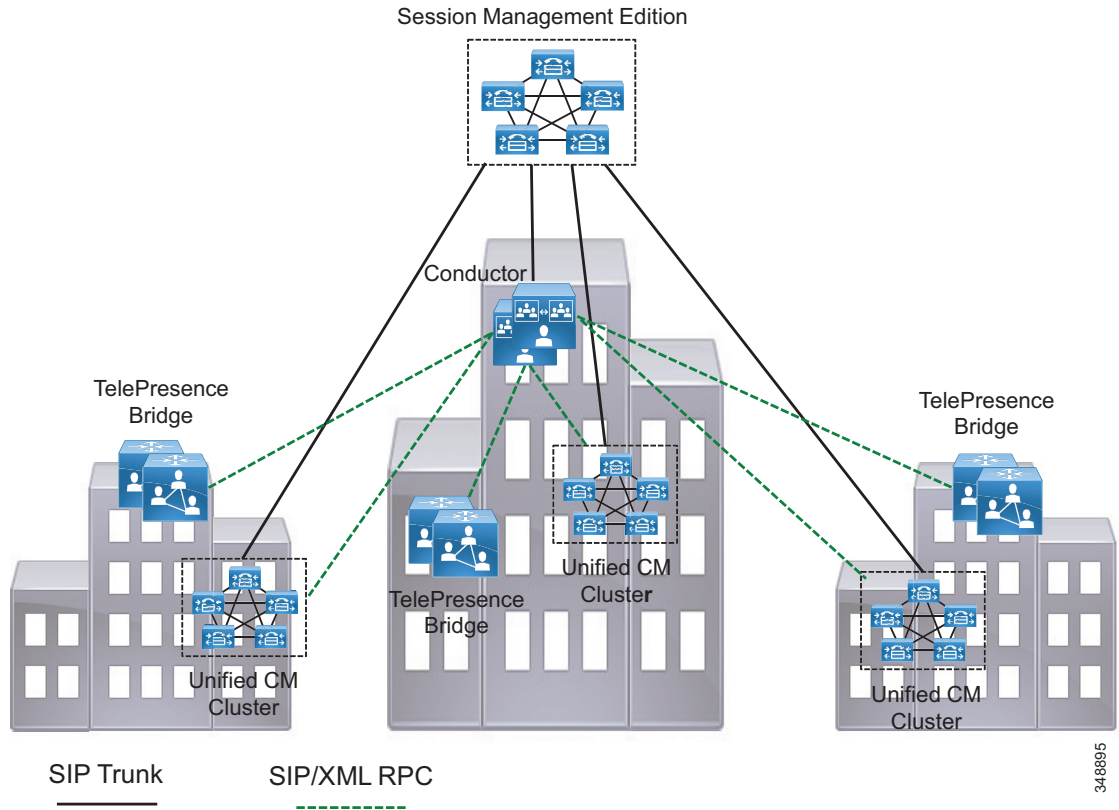 Session Management Edition
Conductor
TelePresence
Bridge
TelePresence
Bridge
Unified CM
Cluster
TelePresence
Bridge
Unified CM
Cluster
Unified CM
Cluster
SIP Trunk
SIP/XML RPC
348895